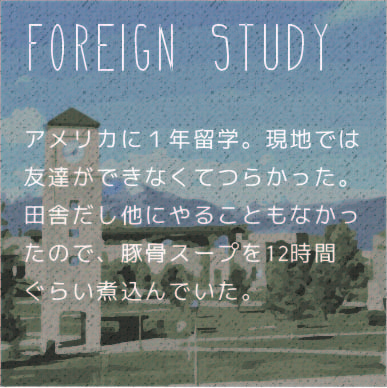 FOREIGN STUDY
アメリカに１年留学。現地では
友達ができなくてつらかった。
田舎だし他にやることもなかっ
たので、豚骨スープを12時間
ぐらい煮込んでいた。